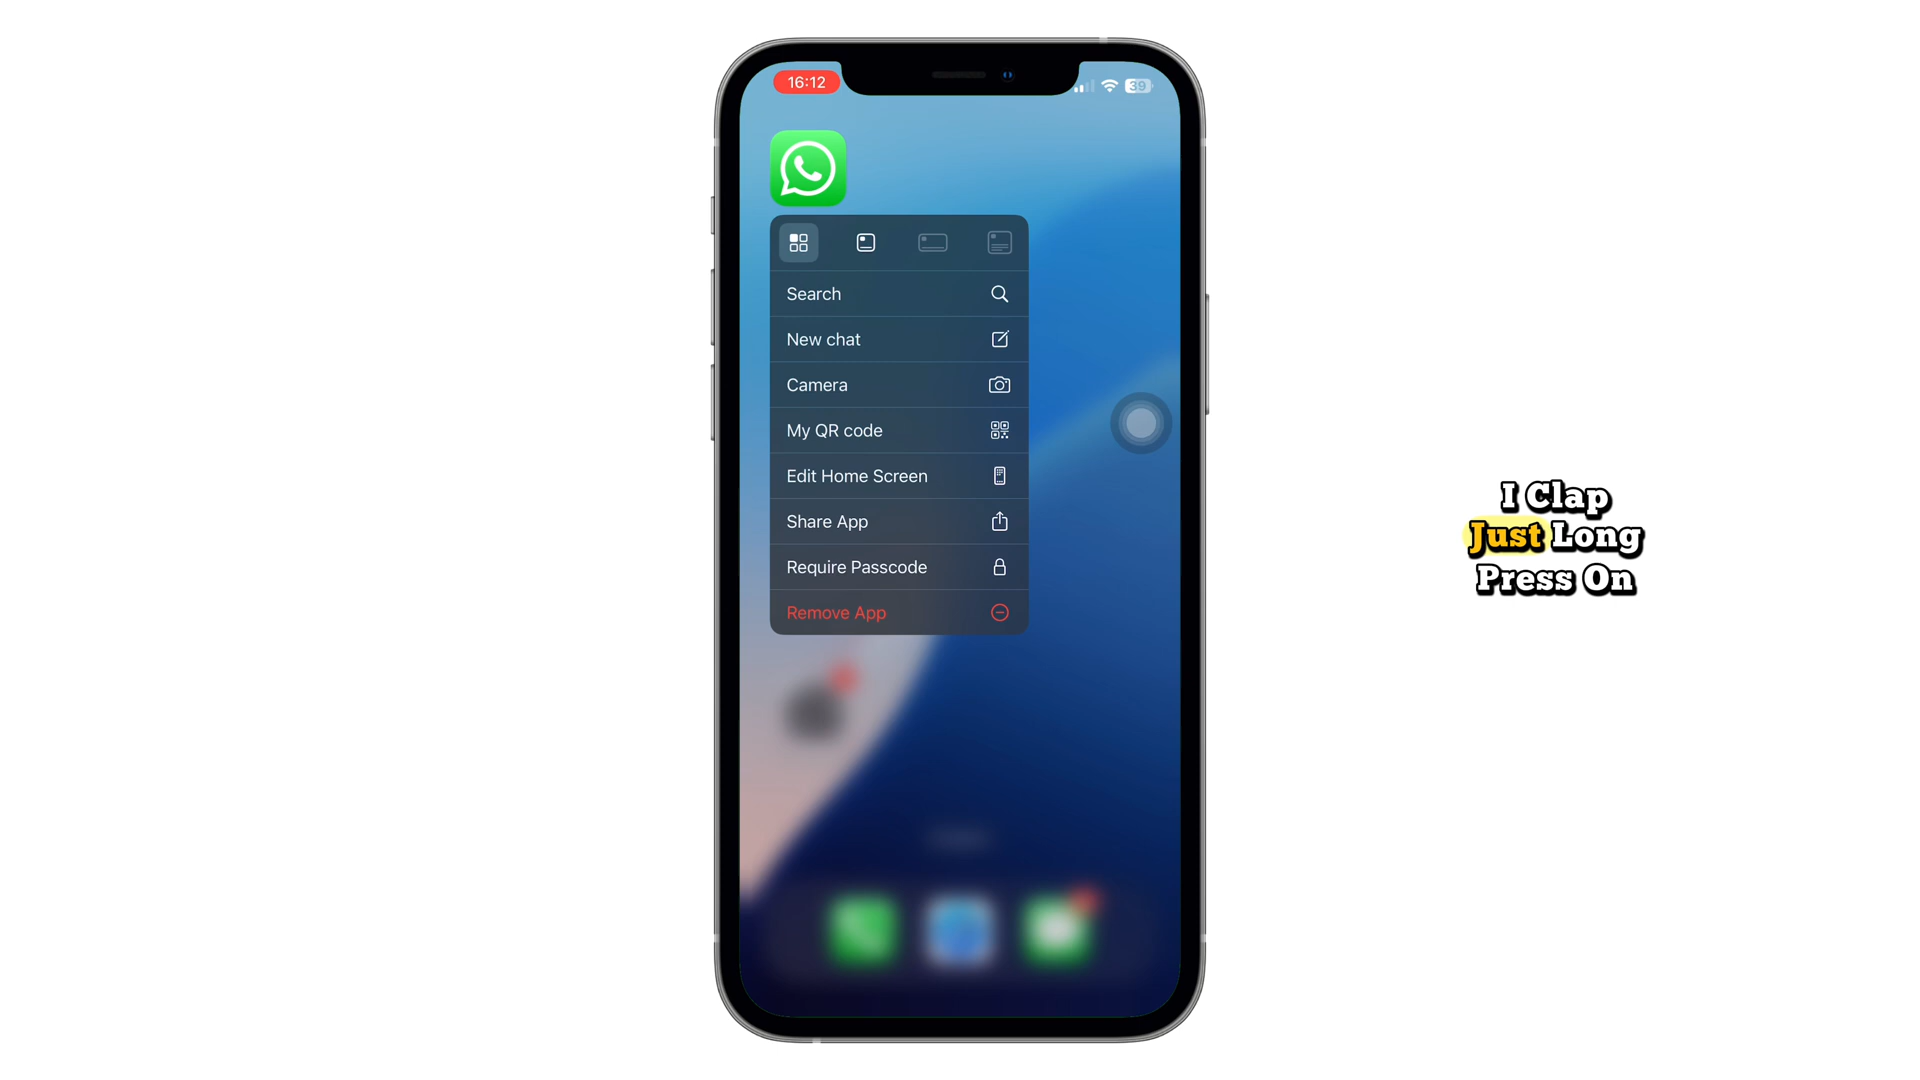 16:12
39
Search
New chat
Camera
My QR code
Edit Home Screen
Share App
Require Passcode
Remove App
I Clap
Just Long
Press On